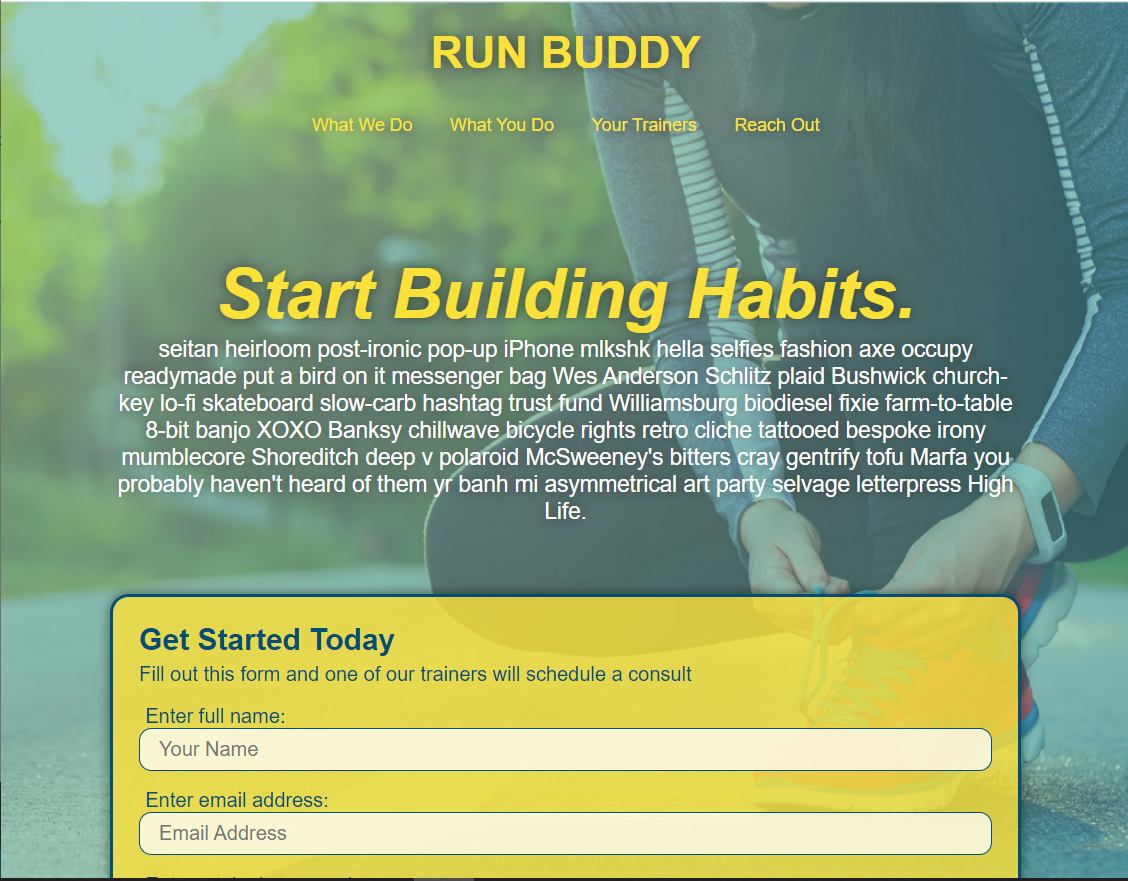 RUN BUDDY
What We Do What You Do Your Trainers Reach Out
Start Building Habits.
seitan heirloom post-ironic pop-up iPhone mlkshk hella selfies fashion axe occupy
readymade put a bird on it messenger bag Wes Anderson Schlitz plaid Bushwick church-
key lo-fi skateboard slow-carb hashtag trust fund Williamsburg biodiesel fixie farm-to-table
8-bit banjo XOXO Banksy chillwave bicycle rights retro cliche tattooed bespoke irony
mumblecore Shoreditch deep v polaroid McSweeney's bitters cray gentrify tofu Marfa you
probably haven't heard of them yr banh mi asymmetrical art party selvage letterpress High
Life.
Get Started Today
Fill out this form and one of our trainers will schedule a consult
Enter full name:
Your Name
Enter email address:
Email Address